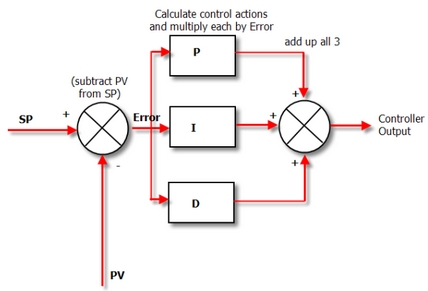 Calculate control actions
and multiply each by Error
add up all 3
P
(subtract PV
from SP)
+
+
SP
Error
I
+
Controller
Output
-
+
D
PV